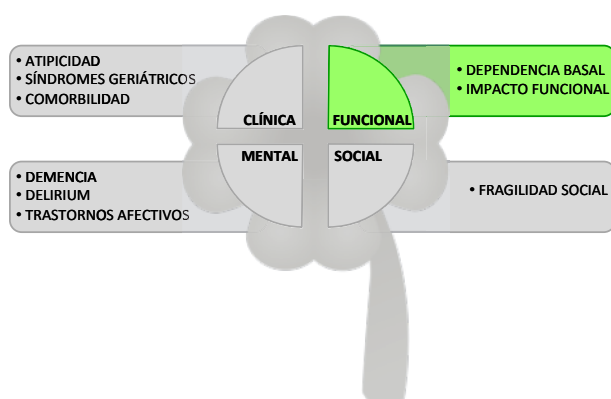 • ATIPICIDAD
• SÍNDROMES GERIÁTRICOS
• COMORBILIDAD
CLÍNICA
FUNCIONAL
• DEPENDENCIA BASAL
• IMPACTO FUNCIONAL
MENTAL
SOCIAL
• DEMENCIA
• DELIRIUM
• TRASTORNOS AFECTIVOS
• FRAGILIDAD SOCIAL